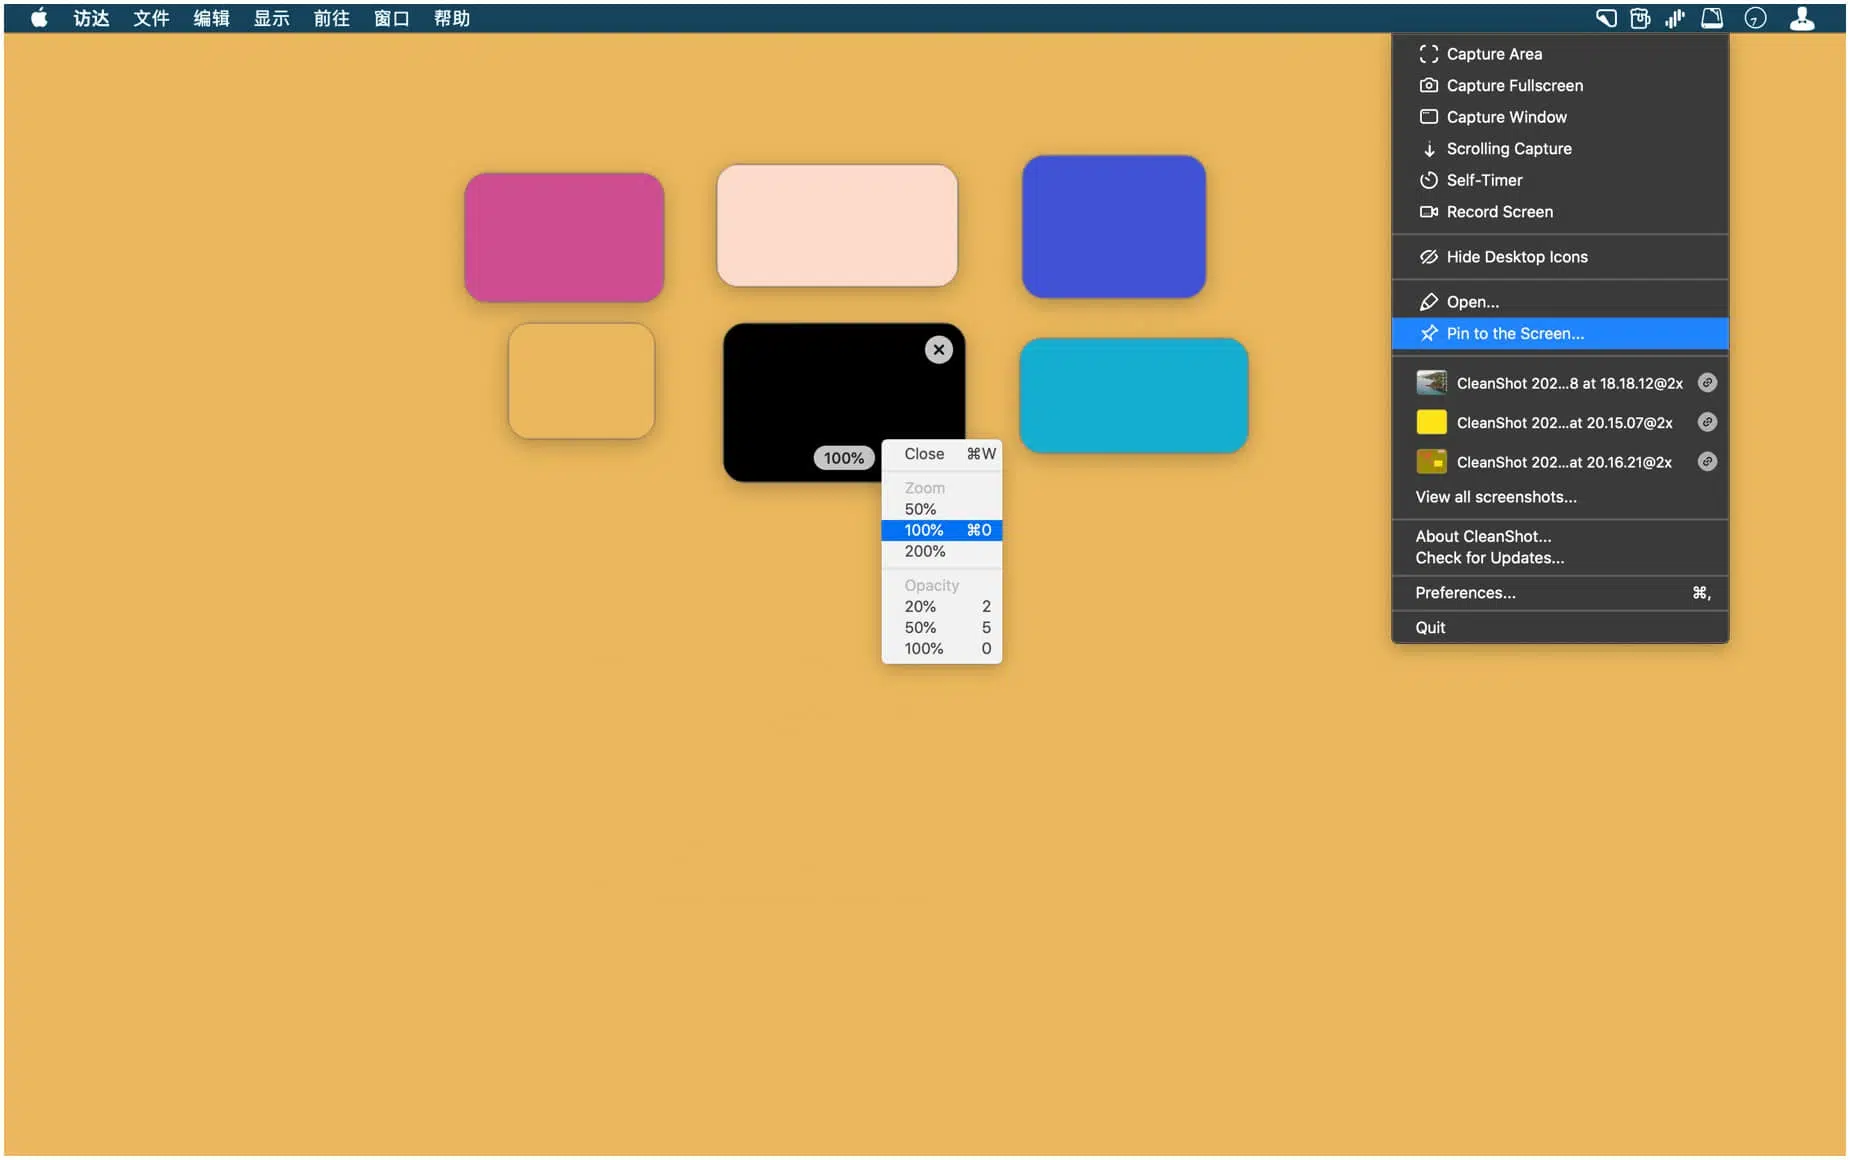 访达 文件 编辑 显示 前往 窗口 帮助
Capture Area
Capture Fullscreen
Capture Window
Scrolling Capture
Self-Timer
Record Screen
Hide Desktop Icons
Open...
Pin to the Screen...
CleanShot 202...8 at 18.18.12@2x
CleanShot 202...at 20.15.07@2x
CleanShot 202...at 20.16.21@2x
View all screenshots...
About CleanShot...
Check for Updates...
Preferences... ⌘,
Quit
100%
Close ⌘W
Zoom
50%
100% ⌘0
200%
Opacity
20% 2
50% 5
100% 0